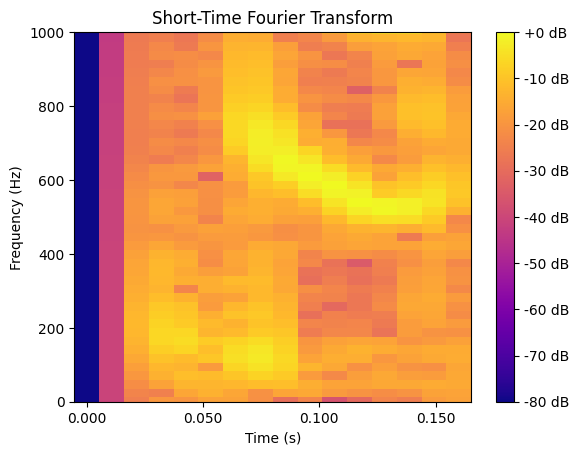 Short-Time Fourier Transform
1000
800
600
400
200
0
Frequency (Hz)
0.000
0.050
0.100
0.150
Time (s)
+0 dB
-10 dB
-20 dB
-30 dB
-40 dB
-50 dB
-60 dB
-70 dB
-80 dB